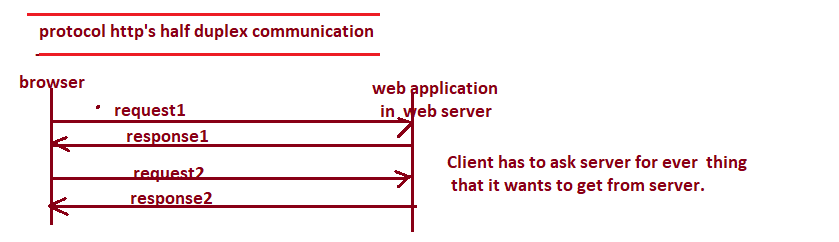 protocol http's half duplex communication
browser
web application
in web server
request1
response1
request2
response2
Client has to ask server for ever thing
that it wants to get from server.